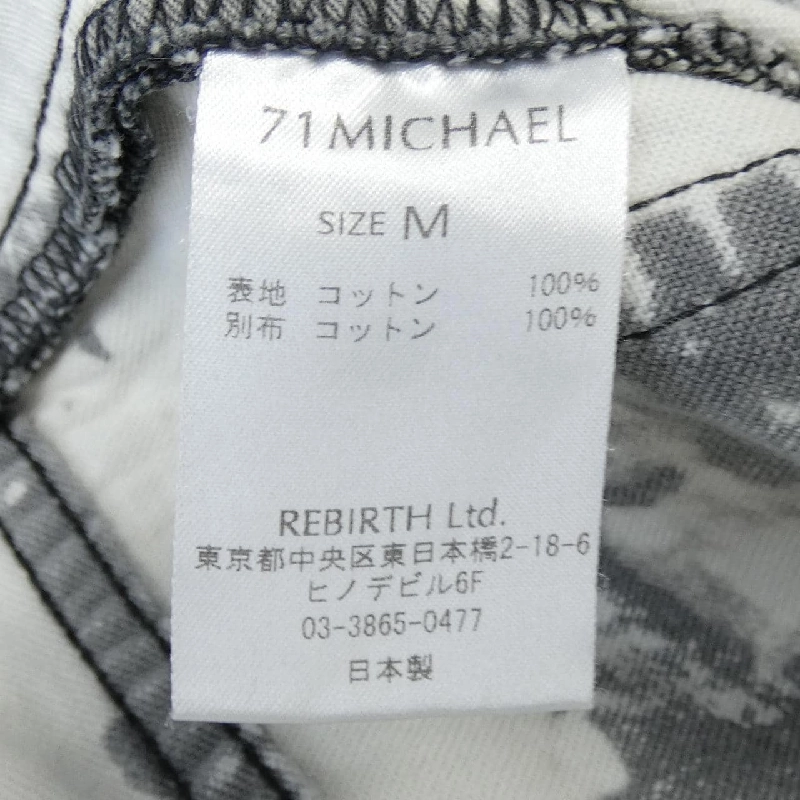 71MICHAEL
SIZE M
表地 コットン 100%
別布 コットン 100%
REBIRTH Ltd.
東京都中央区東日本橋2-18-6
ヒノデビル6F
03-3865-0477
日本製